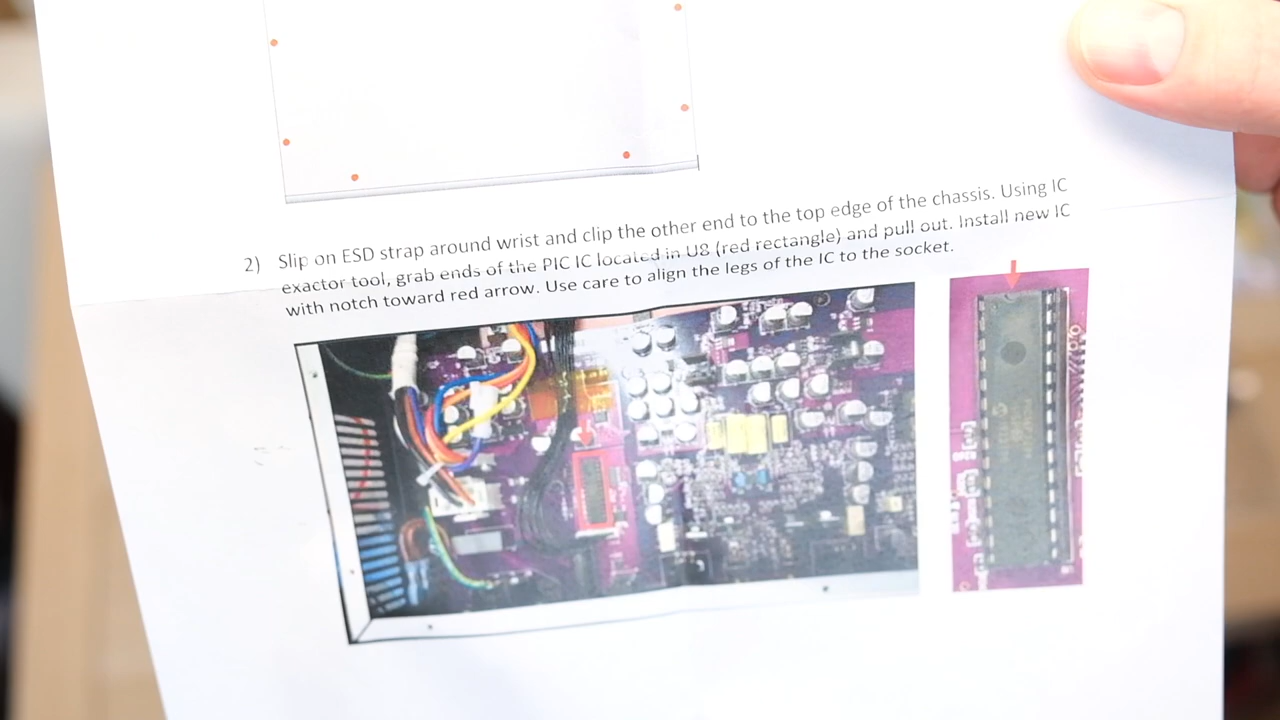 2) Slip on ESD strap around wrist and clip the other end to the top edge of the chassis. Using IC
exactor tool, grab ends of the PIC IC located in U8 (red rectangle) and pull out. Install new IC
with notch toward red arrow. Use care to align the legs of the IC to the socket.
OPEN